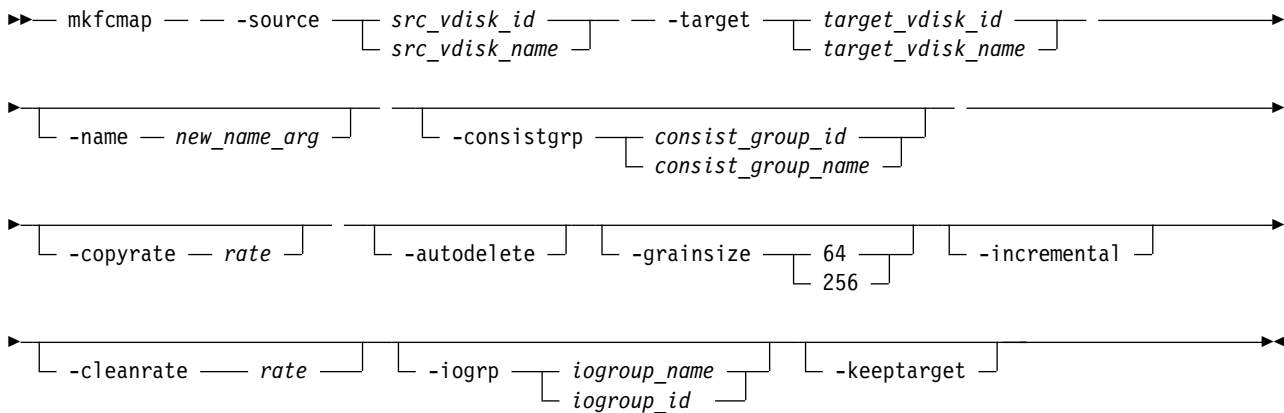 mkfcmap -source src_vdisk_id -target target_vdisk_id
src_vdisk_name target_vdisk_name
-name new_name_arg -consistgrp consist_group_id
consist_group_name
-copyrate rate -autodelete -grainsize 64 -incremental
256
-cleanrate rate -iogrp iogroup_name -keeptarget
iogroup_id